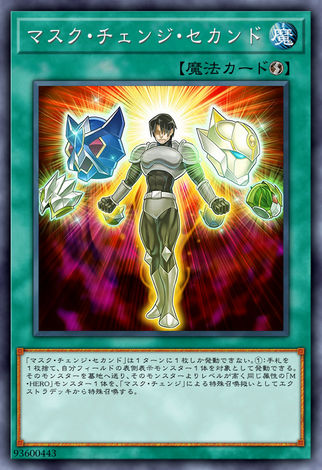 マスク・チェンジ・セカンド 魔
【魔法カード】
「マスク・チェンジ・セカンド」は1ターンに1枚しか発動できない。①：手札
を1枚捨て、自分フィールドの表側表示モンスター1体を対象として発動できる。
そのモンスターを墓地へ送り、そのモンスターよりレベルが高く同じ属性の「M
・HERO」モンスター1体を、「マスク・チェンジ」による特殊召喚扱いとしてエク
ストラデッキから特殊召喚する。
93600443